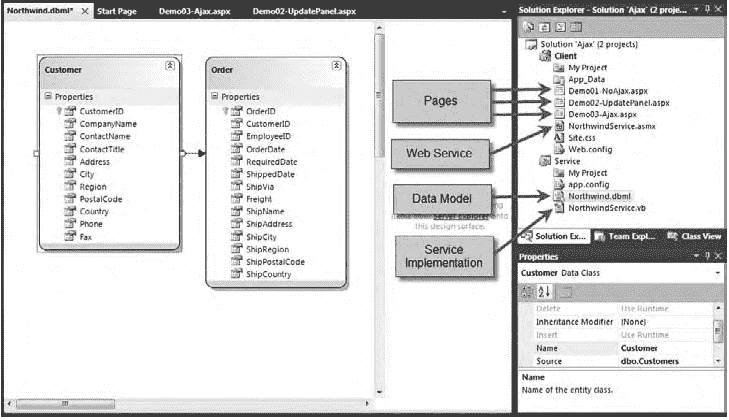 Northwind.dbml* Start Page Demo03-Ajax.aspx Demo02-UpdatePanel.aspx
Customer
Properties
CustomerID
CompanyName
ContactName
ContactTitle
Address
City
Region
PostalCode
Country
Phone
Fax
Order
Properties
OrderID
CustomerID
EmployeeID
OrderDate
RequiredDate
ShippedDate
ShipVia
Freight
ShipName
ShipAddress
ShipCity
ShipRegion
ShipPostalCode
ShipCountry
Pages
Web Service
Data Model
this design surface.
Service
Implementation
Solution Explorer - Solution 'Ajax' (2 proje...
Solution 'Ajax' (2 projects)
Client
My Project
App_Data
Demo01-NoAjax.aspx
Demo02-UpdatePanel.aspx
Demo03-Ajax.aspx
NorthwindService.asmx
Site.css
Web.config
Service
My Project
app.config
Northwind.dbml
NorthwindService.vb
Solution Ex... Team Expl... Class View
Properties
Customer Data Class
Delete Use Runtime
Inheritance Modifier (None)
Insert Use Runtime
Name Customer
Source dbo.Customers
Name
Name of the entity class.